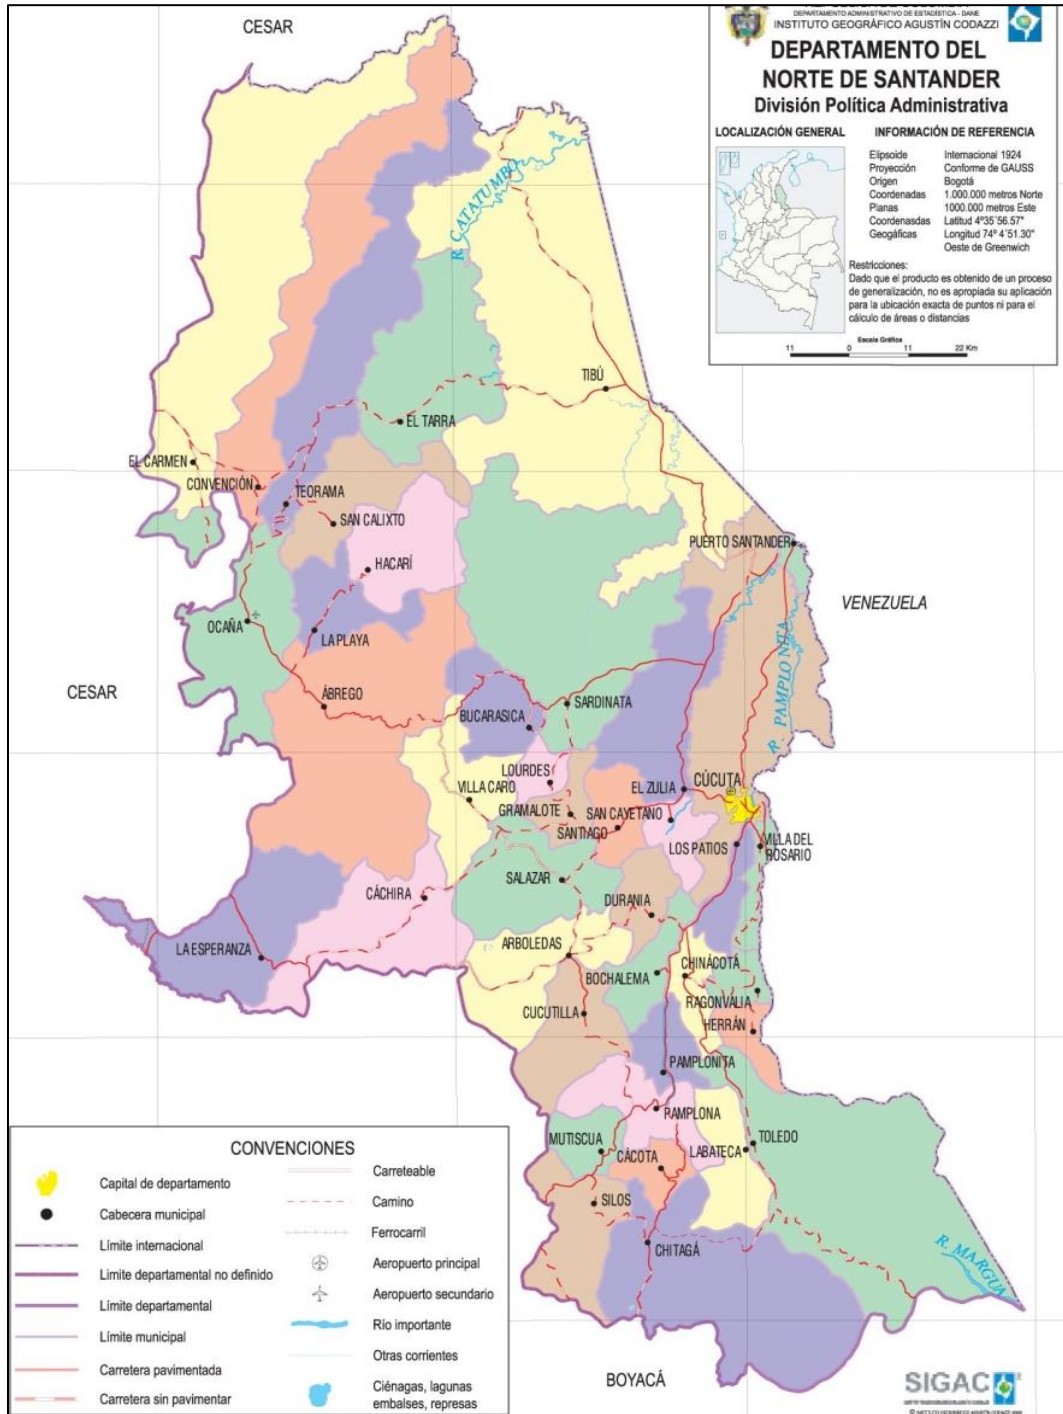 DEPARTAMENTO ADMINISTRATIVO DE ESTADÍSTICA - DANE
INSTITUTO GEOGRÁFICO AGUSTÍN CODAZZI
DEPARTAMENTO DEL
NORTE DE SANTANDER
División Política Administrativa
LOCALIZACIÓN GENERAL
INFORMACIÓN DE REFERENCIA
Elipsoide Internacional 1924
Proyección Conforme de GAUSS
Origen Bogotá
Coordenadas 1.000.000 metros Norte
Planas 1000.000 metros Este
Coordenasdas Latitud 4º35´56.57"
Geogáficas Longitud 74º 4´51.30"
Oeste de Greenwich
Restricciones:
Dado que el producto es obtenido de un proceso
de generalización, no es apropiada su aplicación
para la ubicación exacta de puntos ni para el
cálculo de áreas o distancias
Escala Gráfica
11 0 11 22 Km
CESAR
R. CATATUMBO
TIBÚ
EL TARRA
EL CARMEN
CONVENCIÓN
TEORAMA
SAN CALIXTO
HACARÍ
PUERTO SANTANDER
VENEZUELA
OCAÑA
LA PLAYA
R. PAMPLONITA
CESAR
ÁBREGO
SARDINATA
BUCARASICA
LOURDES
EL ZULIA
CÚCUTA
VILLA CARO
GRAMALOTE
SAN CAYETANO
SANTIAGO
LOS PATIOS
VILLA DEL
ROSARIO
SALAZAR
CÁCHIRA
DURANIA
ARBOLEDAS
LA ESPERANZA
BOCHALEMA
CHINÁCOTÁ
RAGONVALIA
CUCUTILLA
HERRÁN
PAMPLONITA
PAMPLONA
MUTISCUA
TOLEDO
LABATECA
CÁCOTA
SILOS
CHITAGÁ
R. MARGUA
BOYACÁ
CONVENCIONES
Capital de departamento
Cabecera municipal
Límite internacional
Limite departamental no definido
Límite departamental
Límite municipal
Carretera pavimentada
Carretera sin pavimentar
Carreteable
Camino
Ferrocarril
Aeropuerto principal
Aeropuerto secundario
Río importante
Otras corrientes
Ciénagas, lagunas
embalses, represas
SIGAC